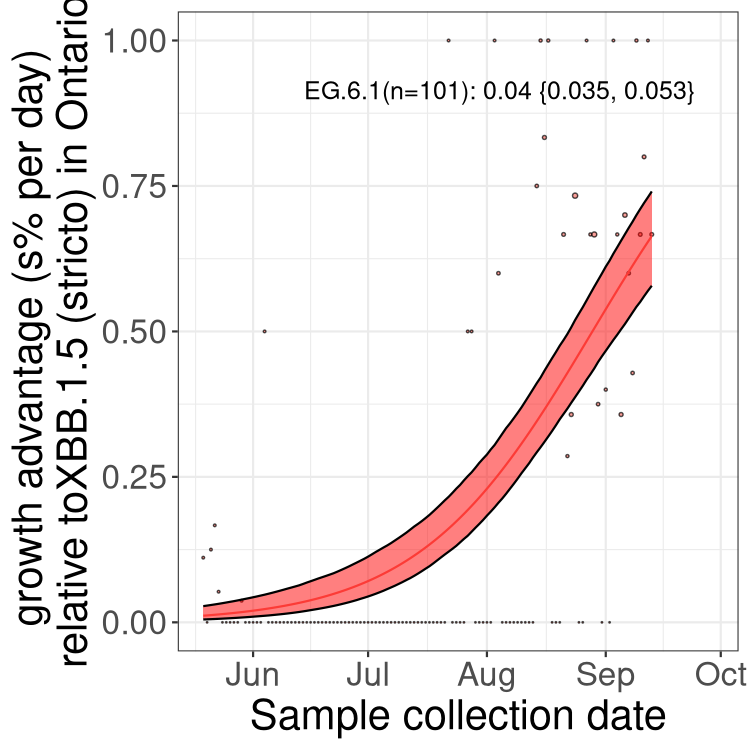 growth advantage (s% per day)
relative toXBB.1.5 (stricto) in Ontario
1.00
0.75
0.50
0.25
0.00
EG.6.1(n=101): 0.04 {0.035, 0.053}
Jun Jul Aug Sep Oct
Sample collection date